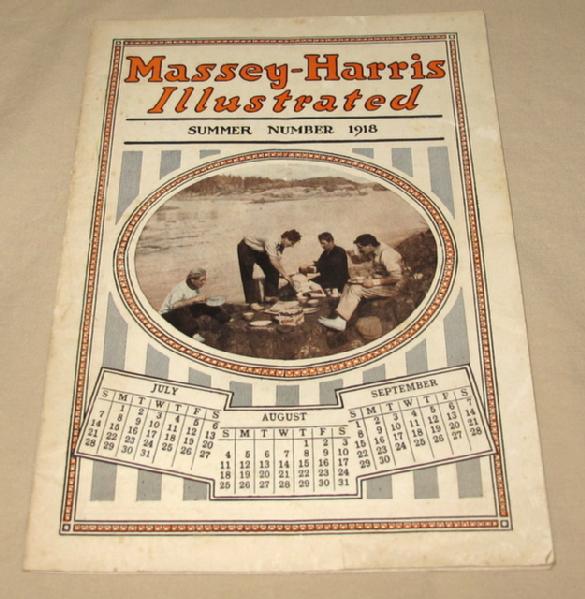 Massey-Harris
Illustrated
SUMMER NUMBER 1918
JULY
S M T W T F S
1 2 3 4 5 6
7 8 9 10 11 12 13
14 15 16 17 18 19 20
21 22 23 24 25 26 27
28 29 30 31
AUGUST
S M T W T F S
1 2 3
4 5 6 7 8 9 10
11 12 13 14 15 16 17
18 19 20 21 22 23 24
25 26 27 28 29 30 31
SEPTEMBER
S M T W T F S
1 2 3 4 5 6 7
8 9 10 11 12 13 14
15 16 17 18 19 20 21
22 23 24 25 26 27 28
29 30